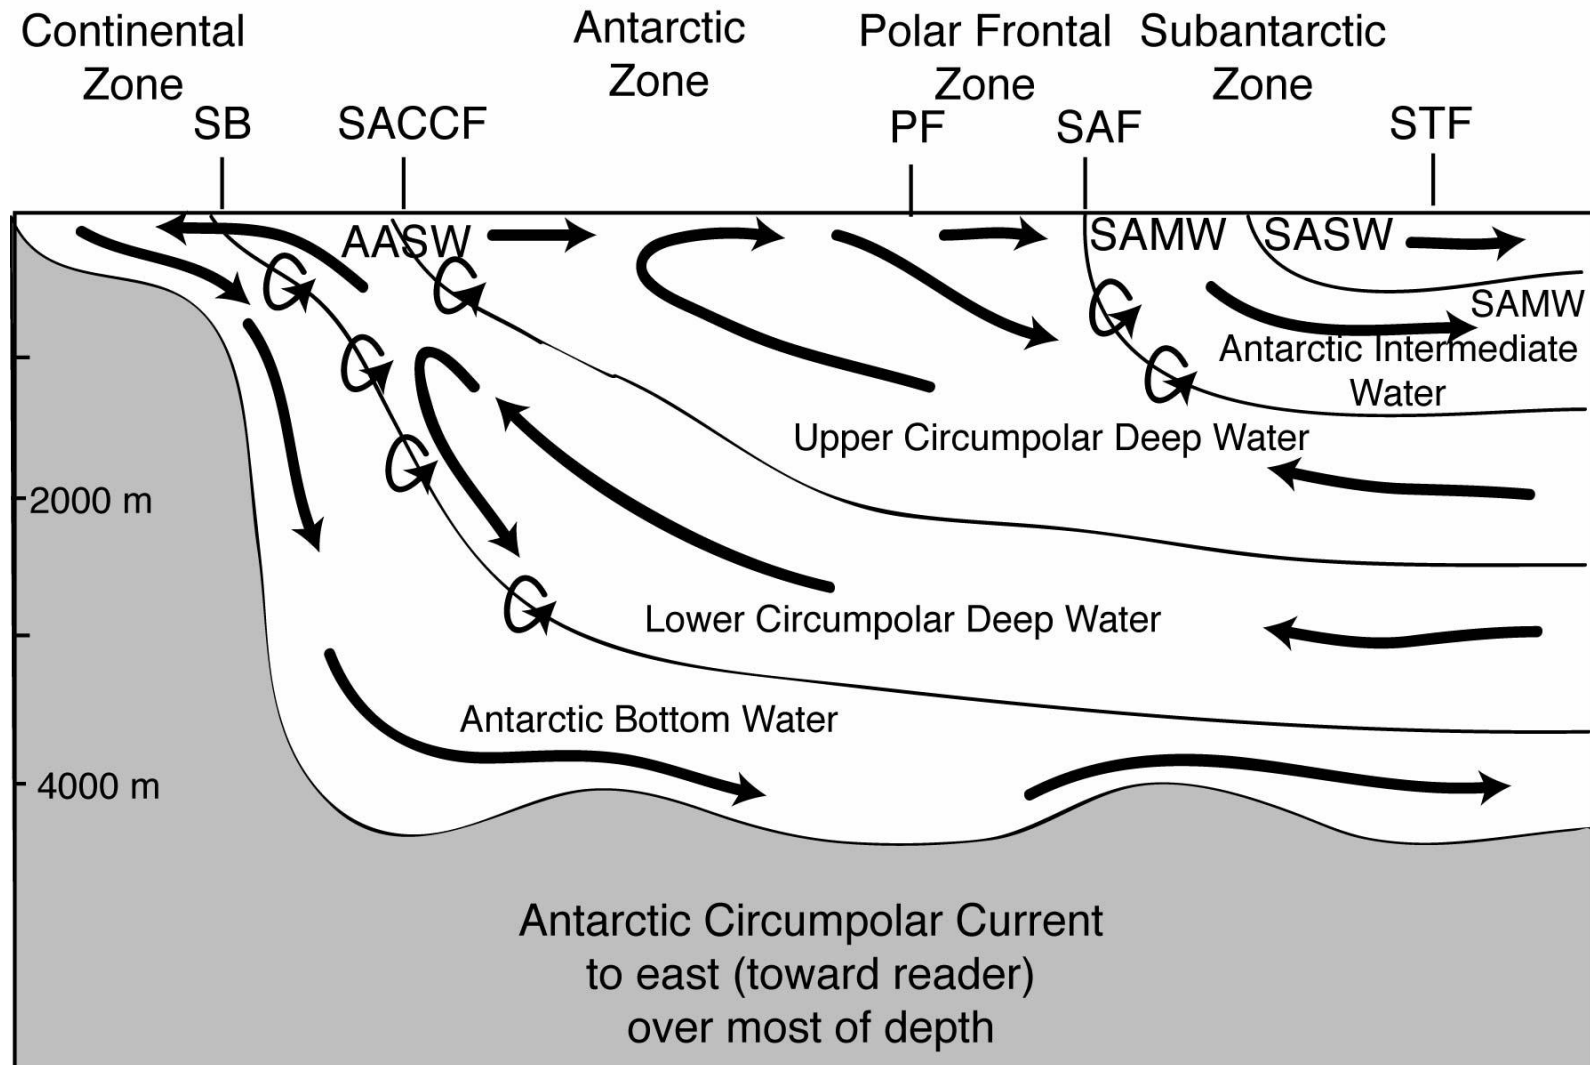 Continental
Zone
Antarctic
Zone
Polar Frontal
Zone
Subantarctic
Zone
SB
SACCF
PF
SAF
STF
AASW
SAMW
SASW
SAMW
Antarctic Intermediate
Water
Upper Circumpolar Deep Water
2000 m
Lower Circumpolar Deep Water
Antarctic Bottom Water
4000 m
Antarctic Circumpolar Current
to east (toward reader)
over most of depth